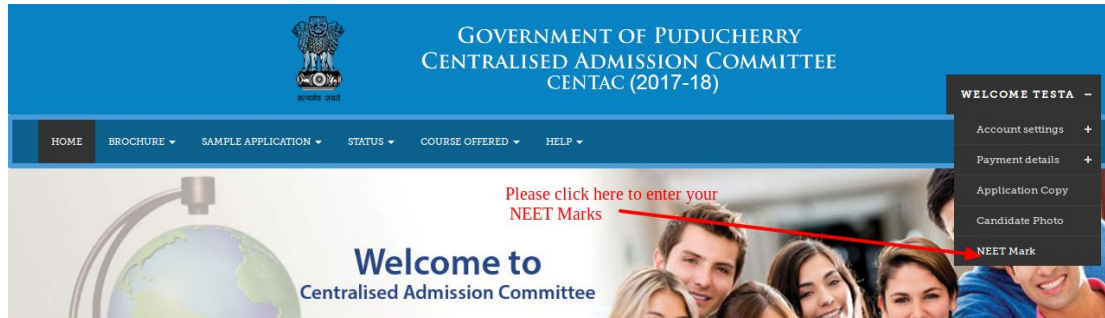 GOVERNMENT OF PUDUCHERRY
CENTRALISED ADMISSION COMMITTEE
CENTAC (2017-18)
सत्यमेव जयते
WELCOME TESTA –
Account settings +
Payment details +
Application Copy
Candidate Photo
NEET Mark
HOME BROCHURE SAMPLE APPLICATION STATUS COURSE OFFERED HELP
Please click here to enter your
NEET Marks
Welcome to
Centralised Admission Committee